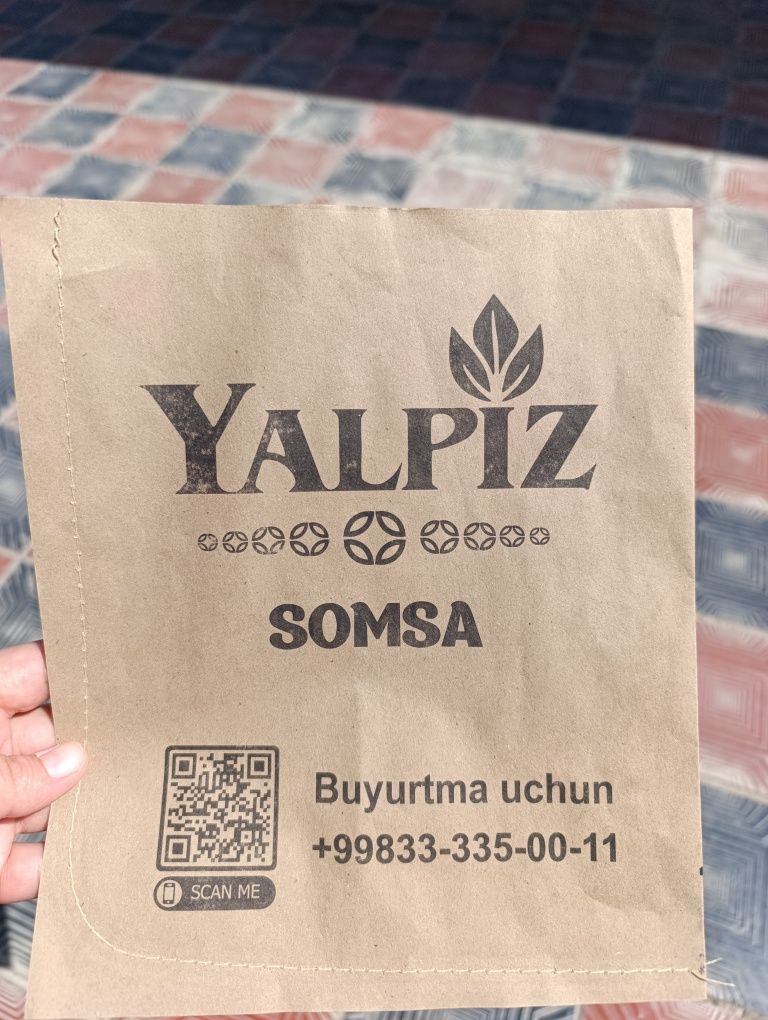 YALPIZ
SOMSA
Buyurtma uchun
+99833-335-00-11
SCAN ME